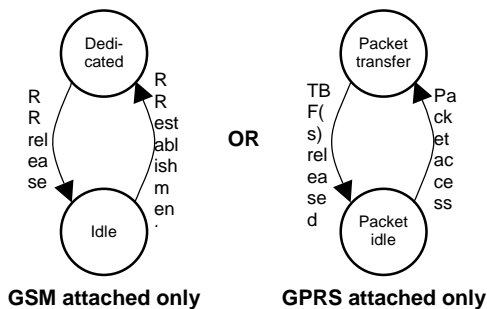 Dedi-
cated
R
R
rel
ea
se
R
R
est
abl
ish
m
en
Idle
GSM attached only
OR
Packet
transfer
TB
F(
s)
rel
ea
se
d
Pa
ck
et
ac
ce
ss
Packet
idle
GPRS attached only